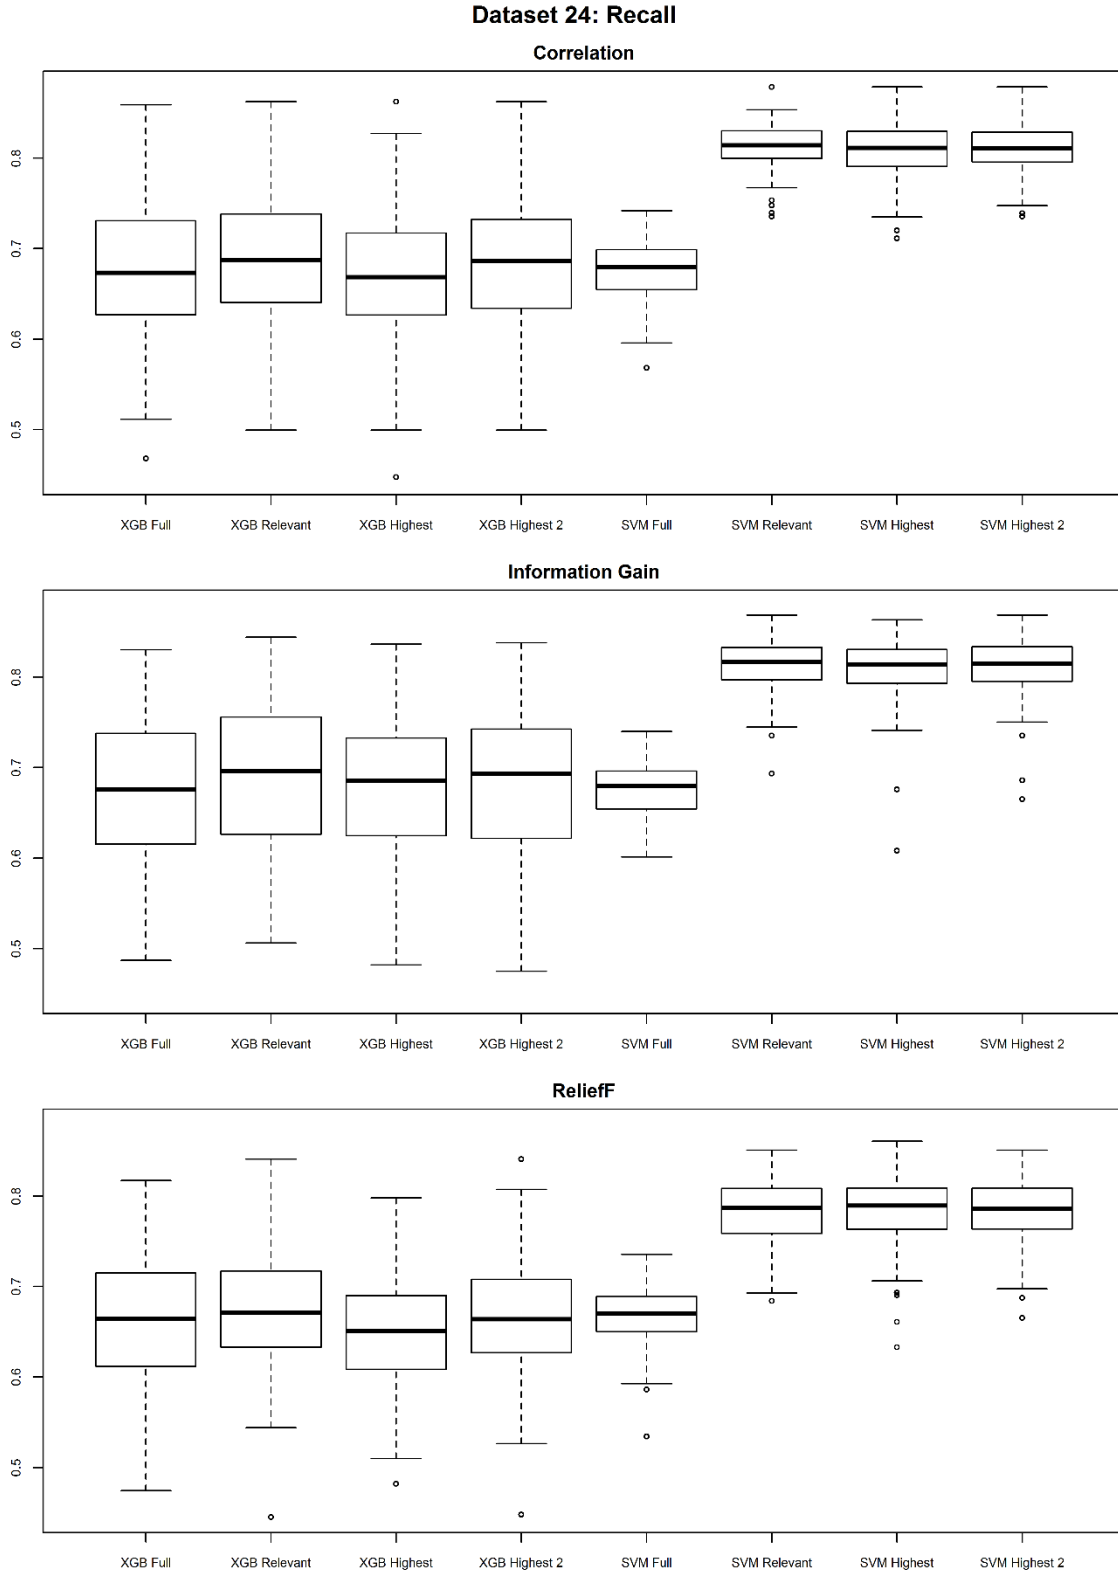 Dataset 24: Recall
Correlation
0.8
0.7
0.6
0.5
XGB Full XGB Relevant XGB Highest XGB Highest 2 SVM Full SVM Relevant SVM Highest SVM Highest 2
Information Gain
0.8
0.7
0.6
0.5
XGB Full XGB Relevant XGB Highest XGB Highest 2 SVM Full SVM Relevant SVM Highest SVM Highest 2
ReliefF
0.8
0.7
0.6
0.5
XGB Full XGB Relevant XGB Highest XGB Highest 2 SVM Full SVM Relevant SVM Highest SVM Highest 2